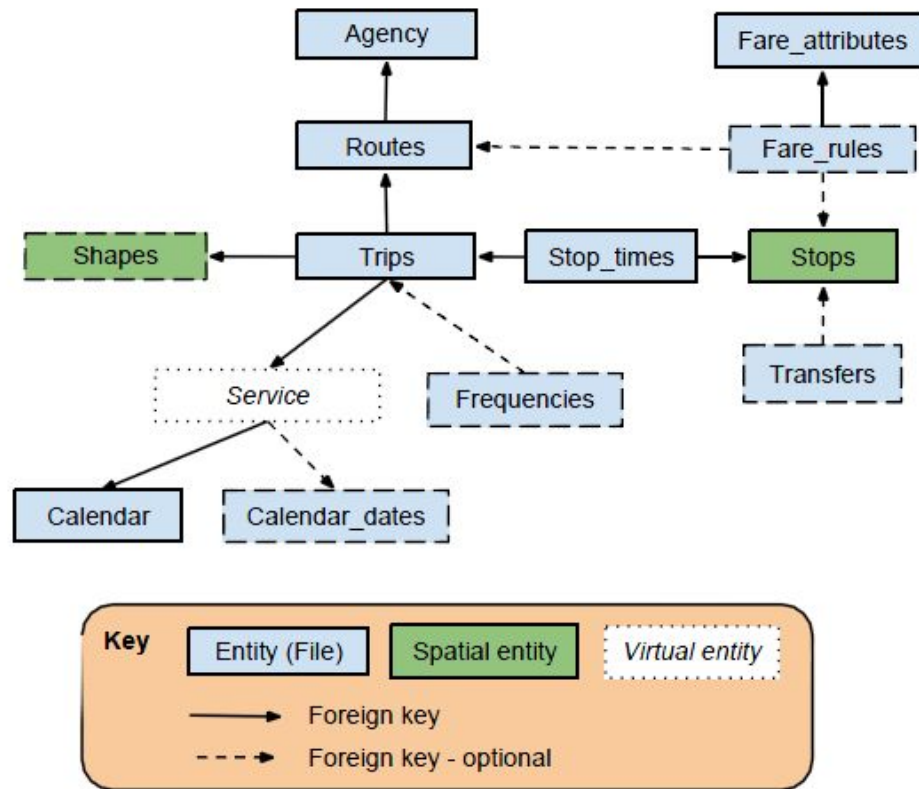 Agency
Fare_attributes
Routes
Fare_rules
Shapes
Trips
Stop_times
Stops
Service
Frequencies
Transfers
Calendar
Calendar_dates
Key
Entity (File)
Spatial entity
Virtual entity
Foreign key
Foreign key - optional